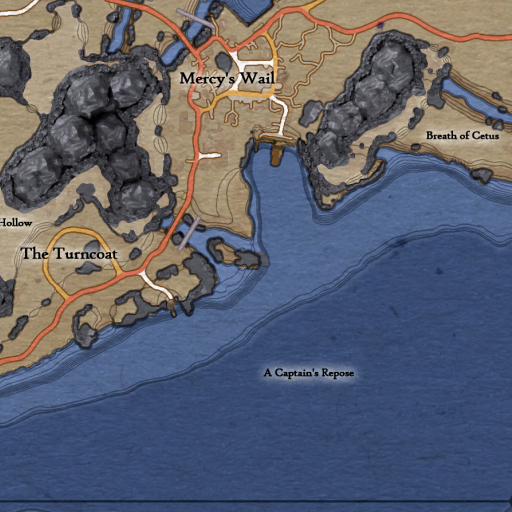 Mercy's Wail
Breath of Cetus
Hollow
The Turncoat
A Captain's Repose